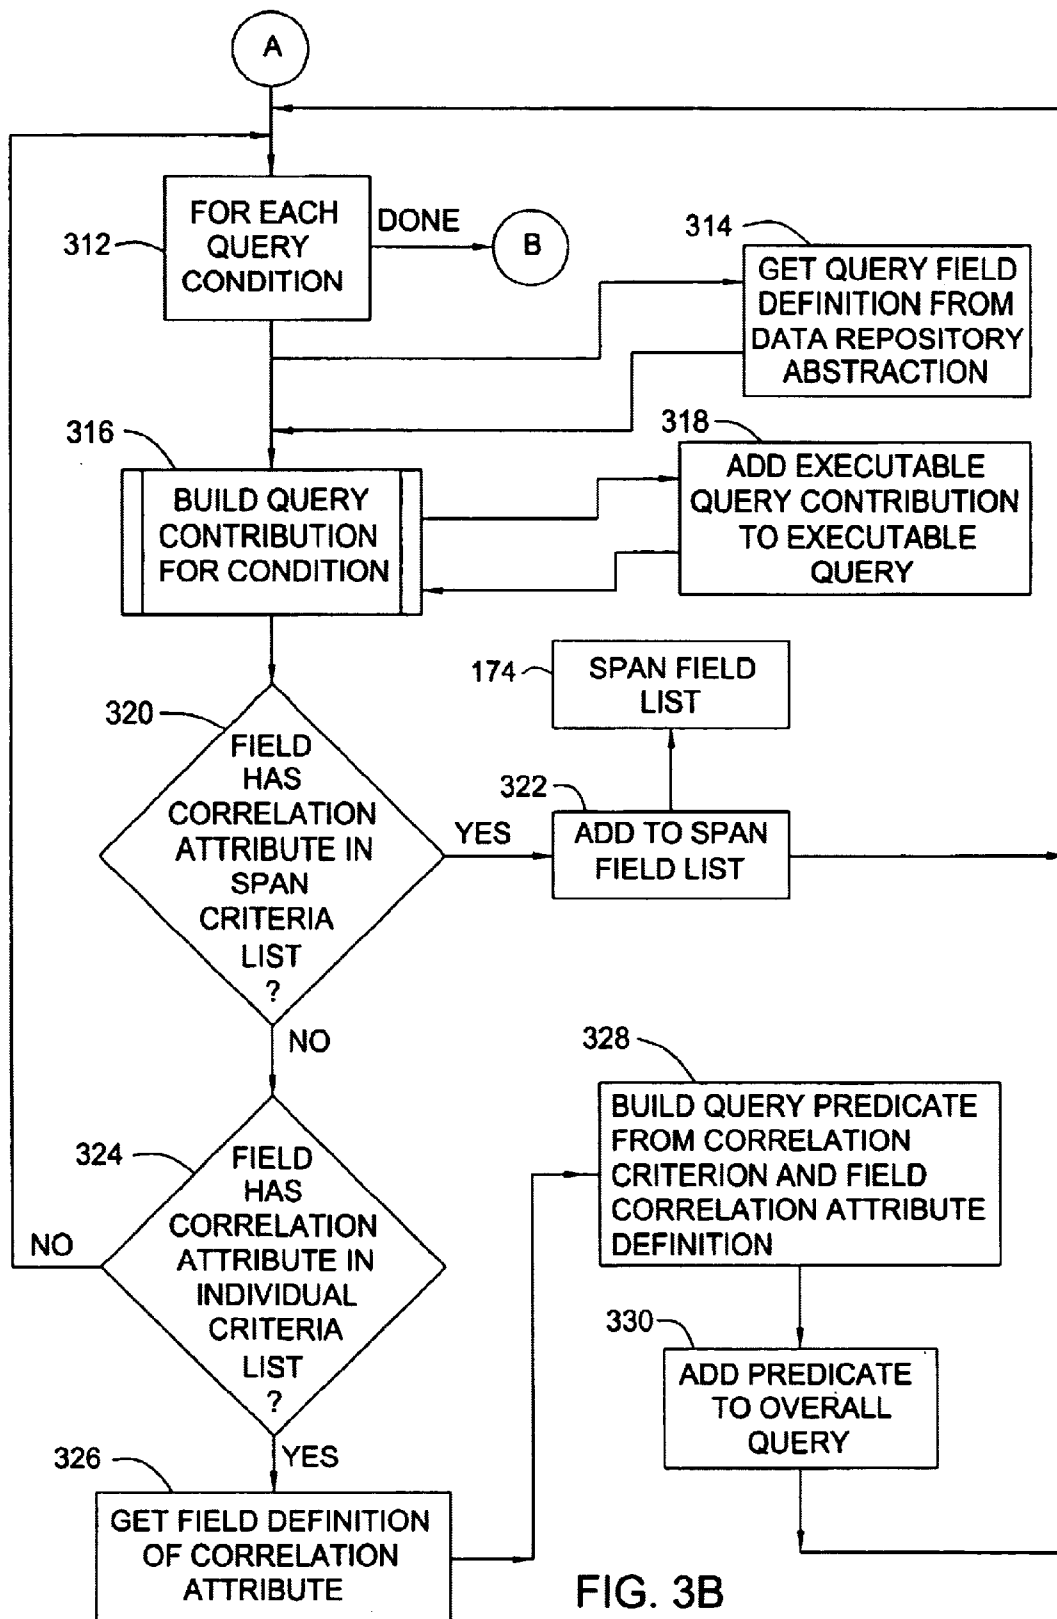 A
FOR EACH
QUERY
CONDITION
312
DONE
B
314
GET QUERY FIELD
DEFINITION FROM
DATA REPOSITORY
ABSTRACTION
316
BUILD QUERY
CONTRIBUTION
FOR CONDITION
318
ADD EXECUTABLE
QUERY CONTRIBUTION
TO EXECUTABLE
QUERY
174
SPAN FIELD
LIST
320
FIELD
HAS
CORRELATION
ATTRIBUTE IN
SPAN
CRITERIA
LIST
?
YES
322
ADD TO SPAN
FIELD LIST
NO
324
FIELD
HAS
CORRELATION
ATTRIBUTE IN
INDIVIDUAL
CRITERIA
LIST
?
NO
YES
326
GET FIELD DEFINITION
OF CORRELATION
ATTRIBUTE
328
BUILD QUERY PREDICATE
FROM CORRELATION
CRITERION AND FIELD
CORRELATION ATTRIBUTE
DEFINITION
330
ADD PREDICATE
TO OVERALL
QUERY
FIG. 3B